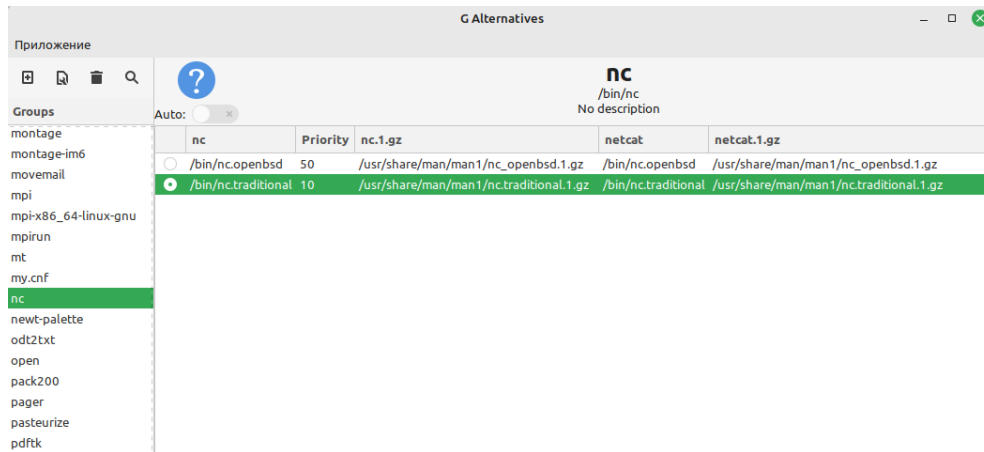 G Alternatives
Приложение
nc
/bin/nc
No description
Auto:
Groups
montage
montage-im6
movemail
mpi
mpi-x86_64-linux-gnu
mpirun
mt
my.cnf
nc
newt-palette
odt2txt
open
pack200
pager
pasteurize
pdftk
nc Priority nc.1.gz netcat netcat.1.gz
/bin/nc.openbsd 50 /usr/share/man/man1/nc_openbsd.1.gz /bin/nc.openbsd /usr/share/man/man1/nc_openbsd.1.gz
/bin/nc.traditional 10 /usr/share/man/man1/nc.traditional.1.gz /bin/nc.traditional /usr/share/man/man1/nc.traditional.1.gz